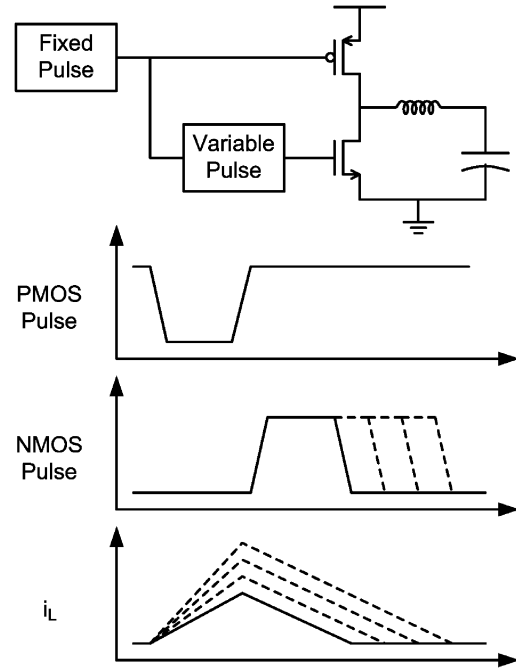 Fixed
Pulse
Variable
Pulse
PMOS
Pulse
NMOS
Pulse
iL